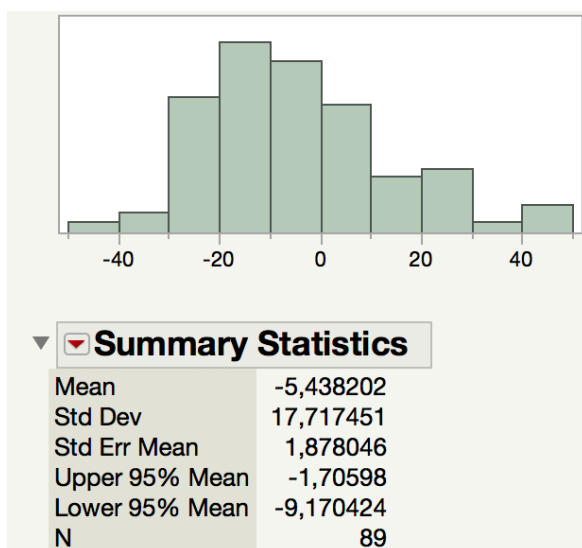 -40 -20 0 20 40
Summary Statistics
Mean -5,438202
Std Dev 17,717451
Std Err Mean 1,878046
Upper 95% Mean -1,70598
Lower 95% Mean -9,170424
N 89